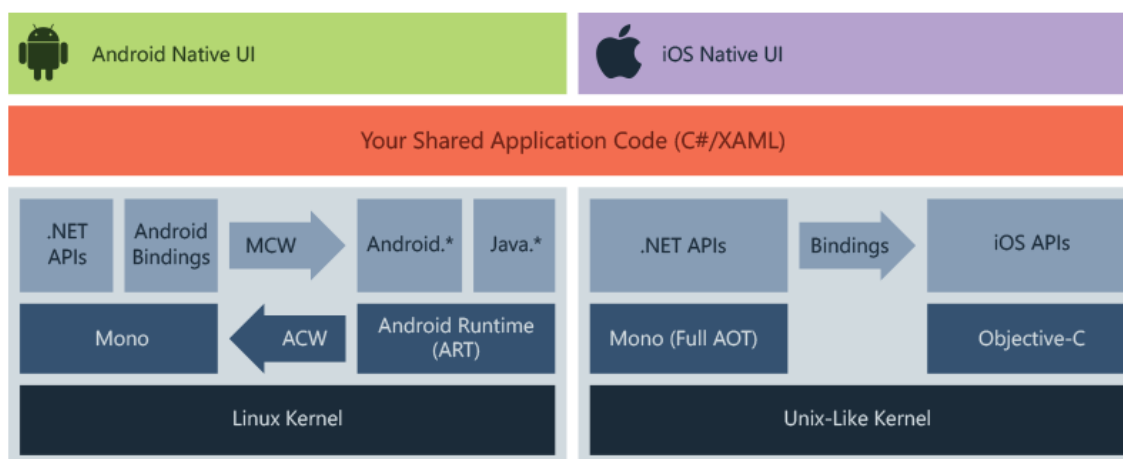 Android Native UI
iOS Native UI
Your Shared Application Code (C#/XAML)
.NET
APIs
Android
Bindings
MCW
Android.*
Java.*
.NET APIs
Bindings
iOS APIs
Mono
ACW
Android Runtime
(ART)
Mono (Full AOT)
Objective-C
Linux Kernel
Unix-Like Kernel